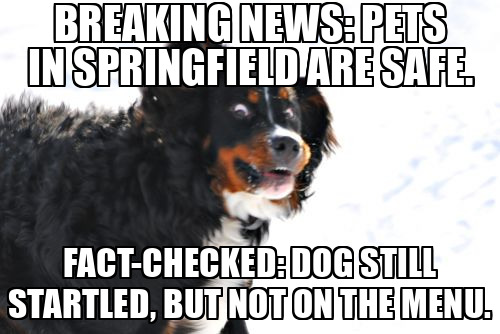 BREAKING NEWS: PETS
IN SPRINGFIELD ARE SAFE.
FACT-CHECKED: DOG STILL
STARTLED, BUT NOT ON THE MENU.